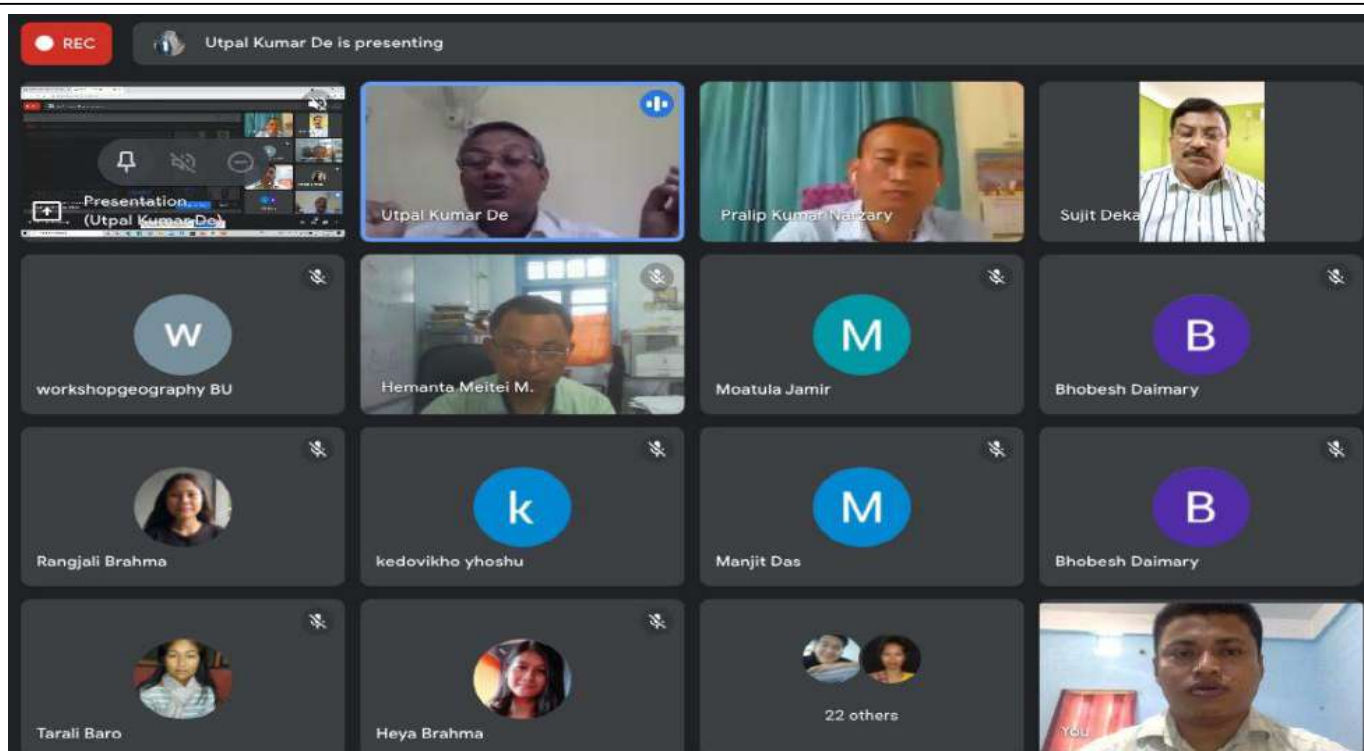 REC
Utpal Kumar De is presenting
Presentation
(Utpal Kumar De)
Utpal Kumar De
Pralip Kumar Narzary
Sujit Deka
W
workshopgeography BU
Hemanta Meitei M.
M
Moatula Jamir
B
Bhobesh Daimary
Rangjali Brahma
k
kedovikho yhoshu
M
Manjit Das
B
Bhobesh Daimary
Tarali Baro
Heya Brahma
22 others
You